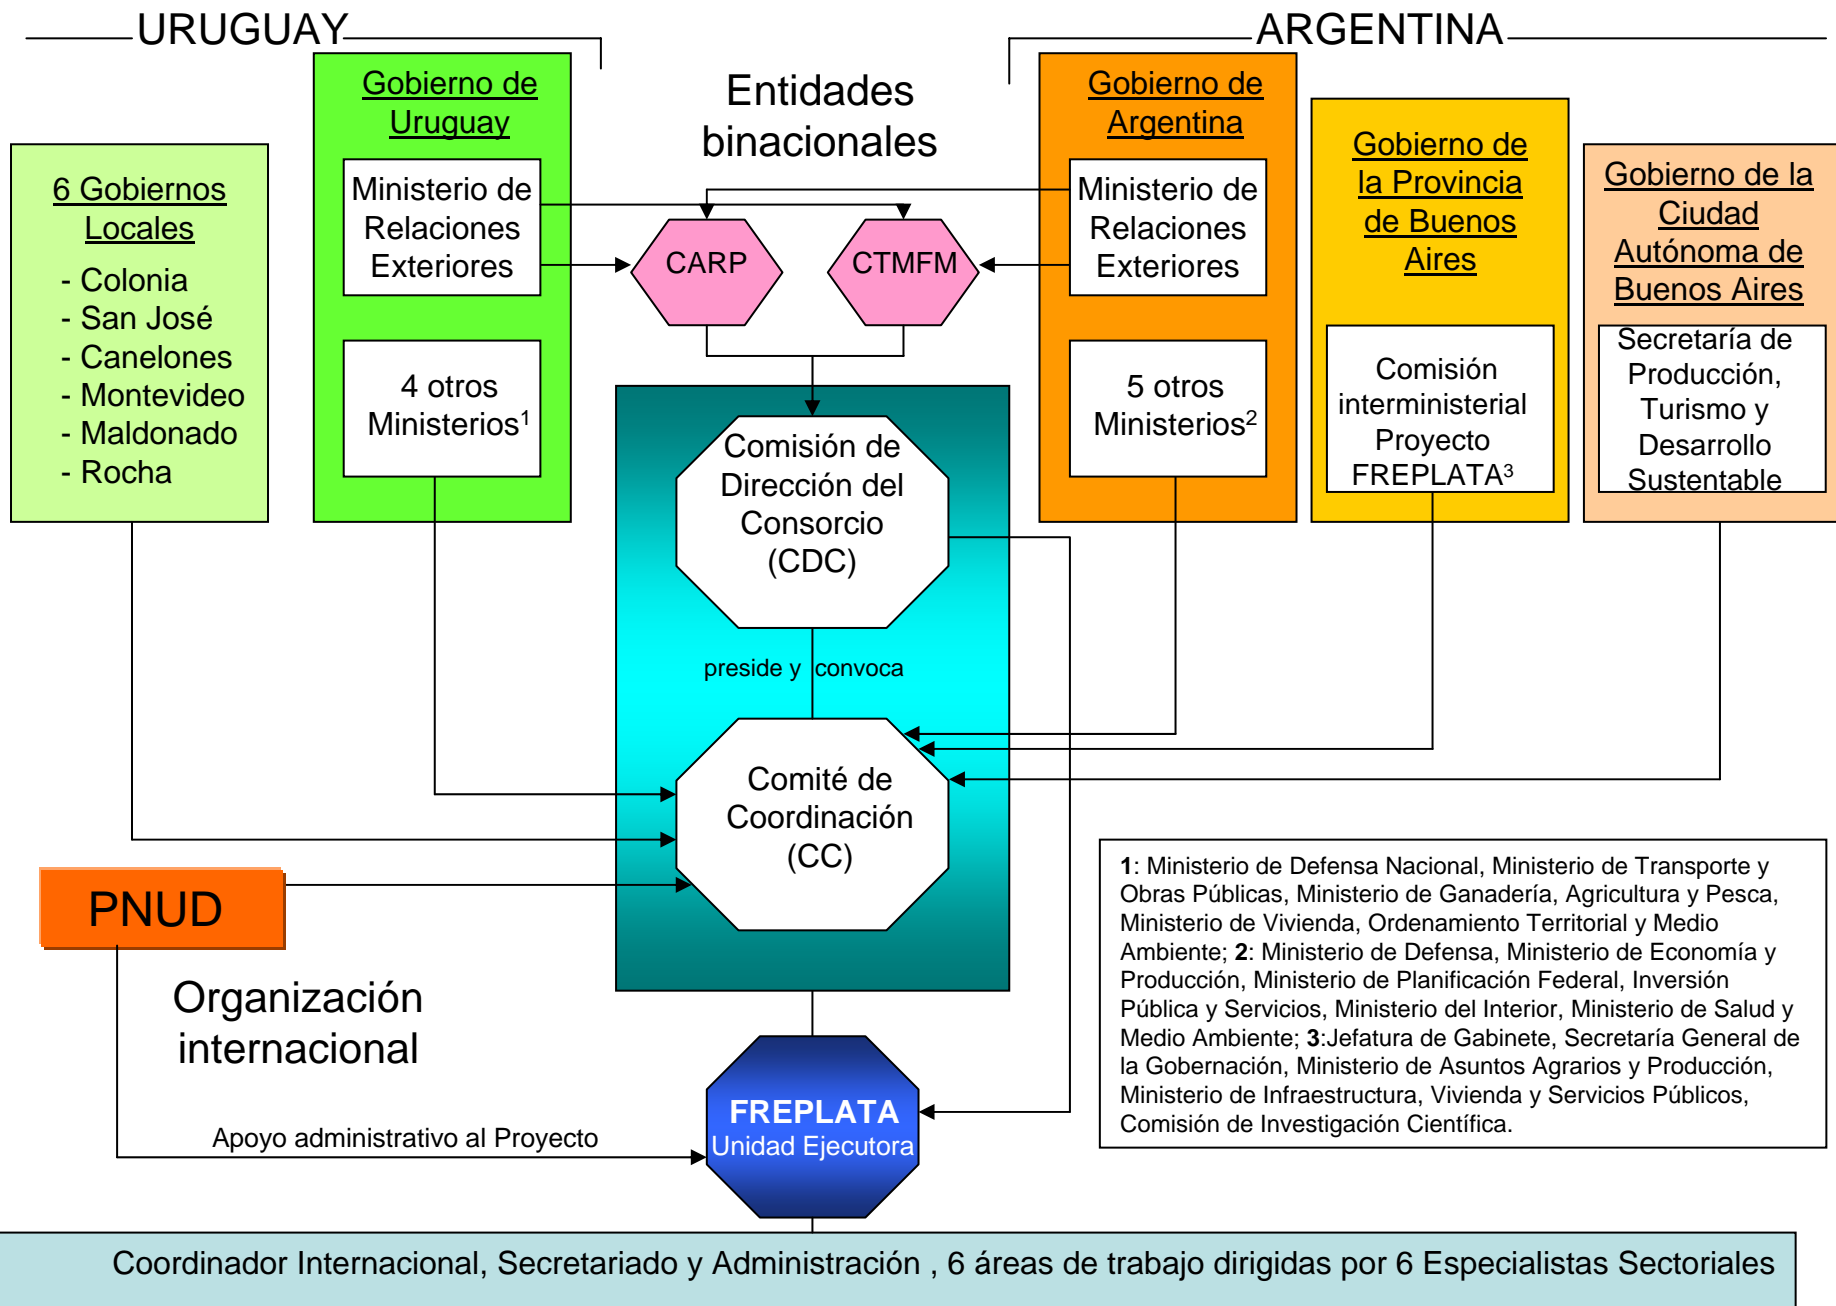 URUGUAY
ARGENTINA
Gobierno de
Uruguay
Ministerio de
Relaciones
Exteriores
4 otros
Ministerios1
6 Gobiernos
Locales
- Colonia
- San José
- Canelones
- Montevideo
- Maldonado
- Rocha
Entidades
binacionales
CARP
CTMFM
Gobierno de
Argentina
Ministerio de
Relaciones
Exteriores
5 otros
Ministerios2
Gobierno de
la Provincia
de Buenos
Aires
Comisión
interministerial
Proyecto
FREPLATA3
Gobierno de la
Ciudad
Autónoma de
Buenos Aires
Secretaría de
Producción,
Turismo y
Desarrollo
Sustentable
Comisión de
Dirección del
Consorcio
(CDC)
preside y convoca
Comité de
Coordinación
(CC)
PNUD
Organización
internacional
Apoyo administrativo al Proyecto
FREPLATA
Unidad Ejecutora
1: Ministerio de Defensa Nacional, Ministerio de Transporte y
Obras Públicas, Ministerio de Ganadería, Agricultura y Pesca,
Ministerio de Vivienda, Ordenamiento Territorial y Medio
Ambiente; 2: Ministerio de Defensa, Ministerio de Economía y
Producción, Ministerio de Planificación Federal, Inversión
Pública y Servicios, Ministerio del Interior, Ministerio de Salud y
Medio Ambiente; 3:Jefatura de Gabinete, Secretaría General de
la Gobernación, Ministerio de Asuntos Agrarios y Producción,
Ministerio de Infraestructura, Vivienda y Servicios Públicos,
Comisión de Investigación Científica.
Coordinador Internacional, Secretariado y Administración , 6 áreas de trabajo dirigidas por 6 Especialistas Sectoriales